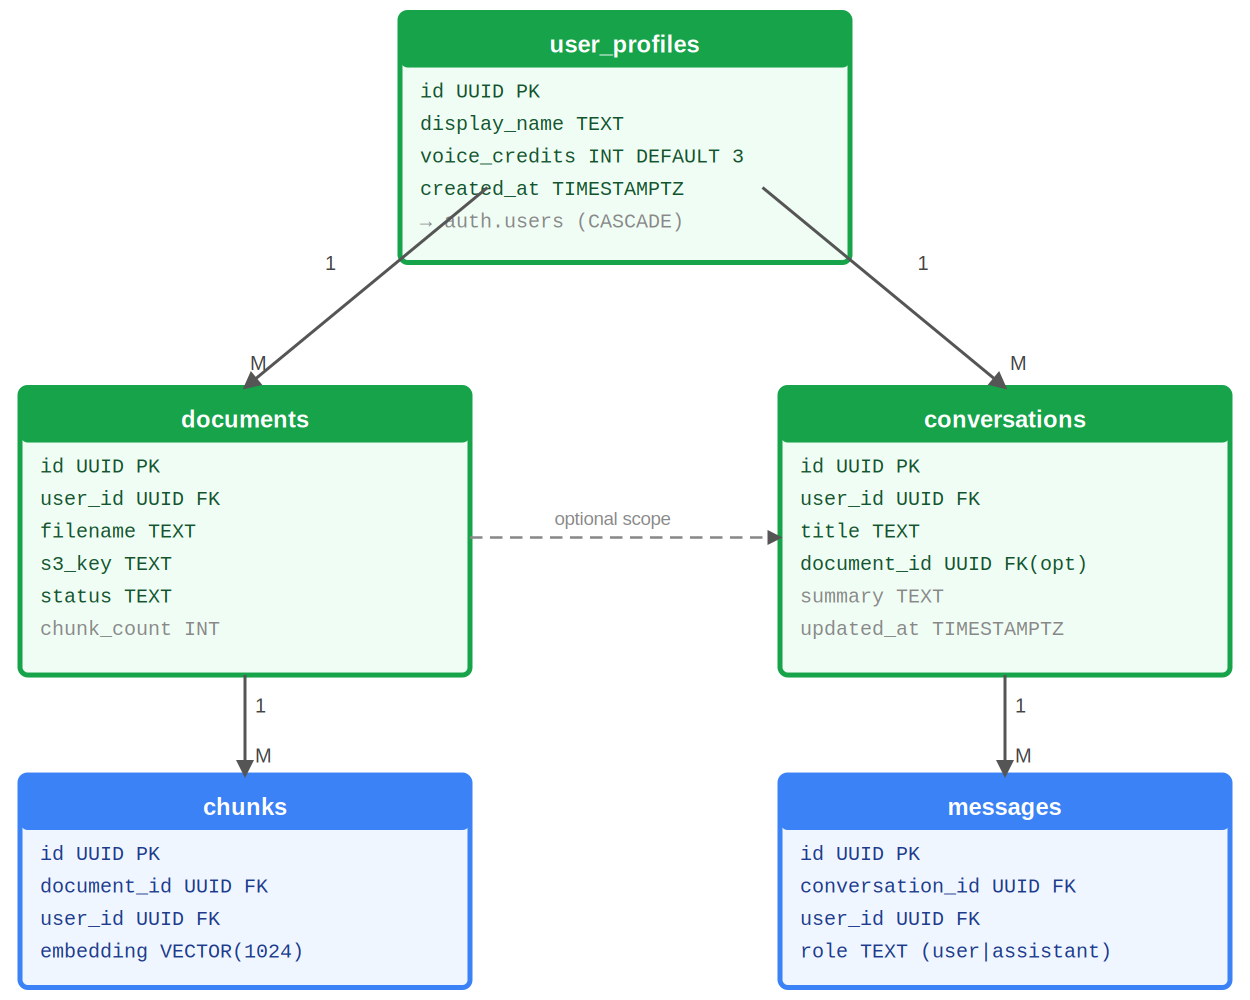 user_profiles
id UUID PK
display_name TEXT
voice_credits INT DEFAULT 3
created_at TIMESTAMPTZ
→ auth.users (CASCADE)
1
1
M
M
documents
id UUID PK
user_id UUID FK
filename TEXT
s3_key TEXT
status TEXT
chunk_count INT
optional scope
conversations
id UUID PK
user_id UUID FK
title TEXT
document_id UUID FK(opt)
summary TEXT
updated_at TIMESTAMPTZ
1
M
1
M
chunks
id UUID PK
document_id UUID FK
user_id UUID FK
embedding VECTOR(1024)
messages
id UUID PK
conversation_id UUID FK
user_id UUID FK
role TEXT (user|assistant)